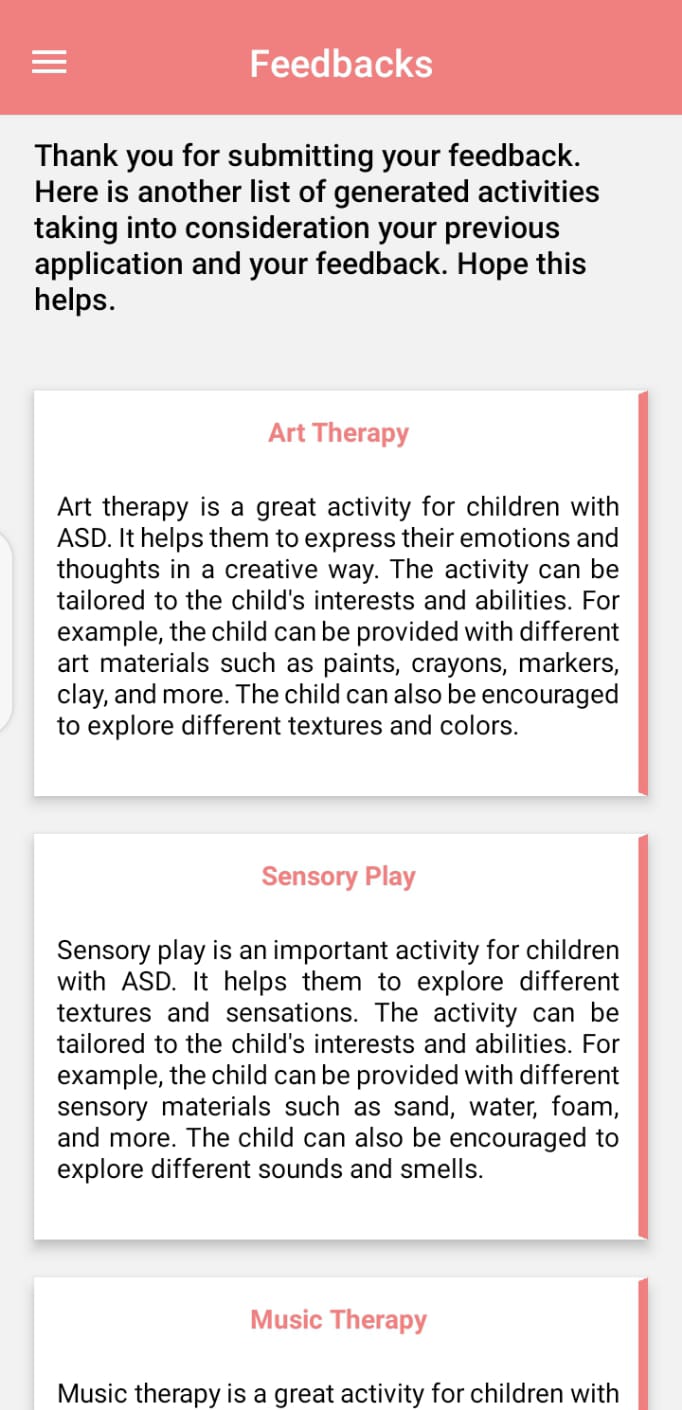 Feedbacks
Thank you for submitting your feedback.
Here is another list of generated activities
taking into consideration your previous
application and your feedback. Hope this
helps.
Art Therapy
Art therapy is a great activity for children with
ASD. It helps them to express their emotions and
thoughts in a creative way. The activity can be
tailored to the child's interests and abilities. For
example, the child can be provided with different
art materials such as paints, crayons, markers,
clay, and more. The child can also be encouraged
to explore different textures and colors.
Sensory Play
Sensory play is an important activity for children
with ASD. It helps them to explore different
textures and sensations. The activity can be
tailored to the child's interests and abilities. For
example, the child can be provided with different
sensory materials such as sand, water, foam,
and more. The child can also be encouraged to
explore different sounds and smells.
Music Therapy
Music therapy is a great activity for children with